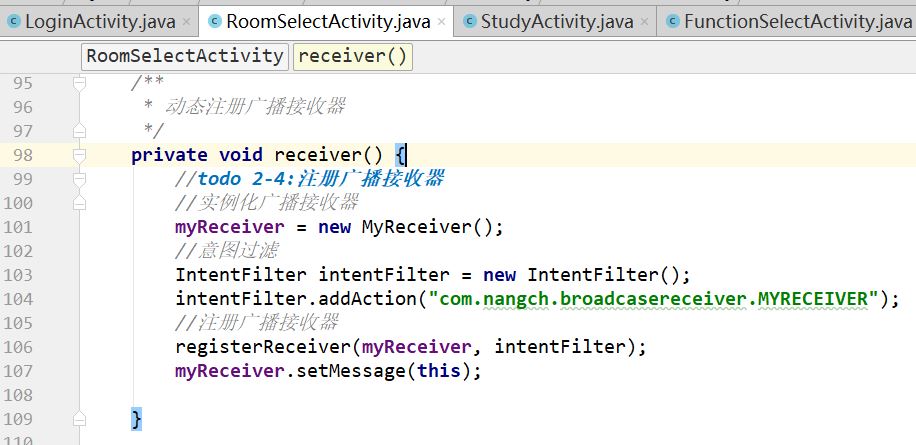 LoginActivity.java × RoomSelectActivity.java × StudyActivity.java × FunctionSelectActivity.java
RoomSelectActivity receiver()
95 /**
96 * 动态注册广播接收器
97 */
98 private void receiver() {
99 //todo 2-4:注册广播接收器
100 //实例化广播接收器
101 myReceiver = new MyReceiver();
102 //意图过滤
103 IntentFilter intentFilter = new IntentFilter();
104 intentFilter.addAction("com.nangch.broadcasereceiver.MYRECEIVER");
105 //注册广播接收器
106 registerReceiver(myReceiver, intentFilter);
107 myReceiver.setMessage(this);
108
109 }
110